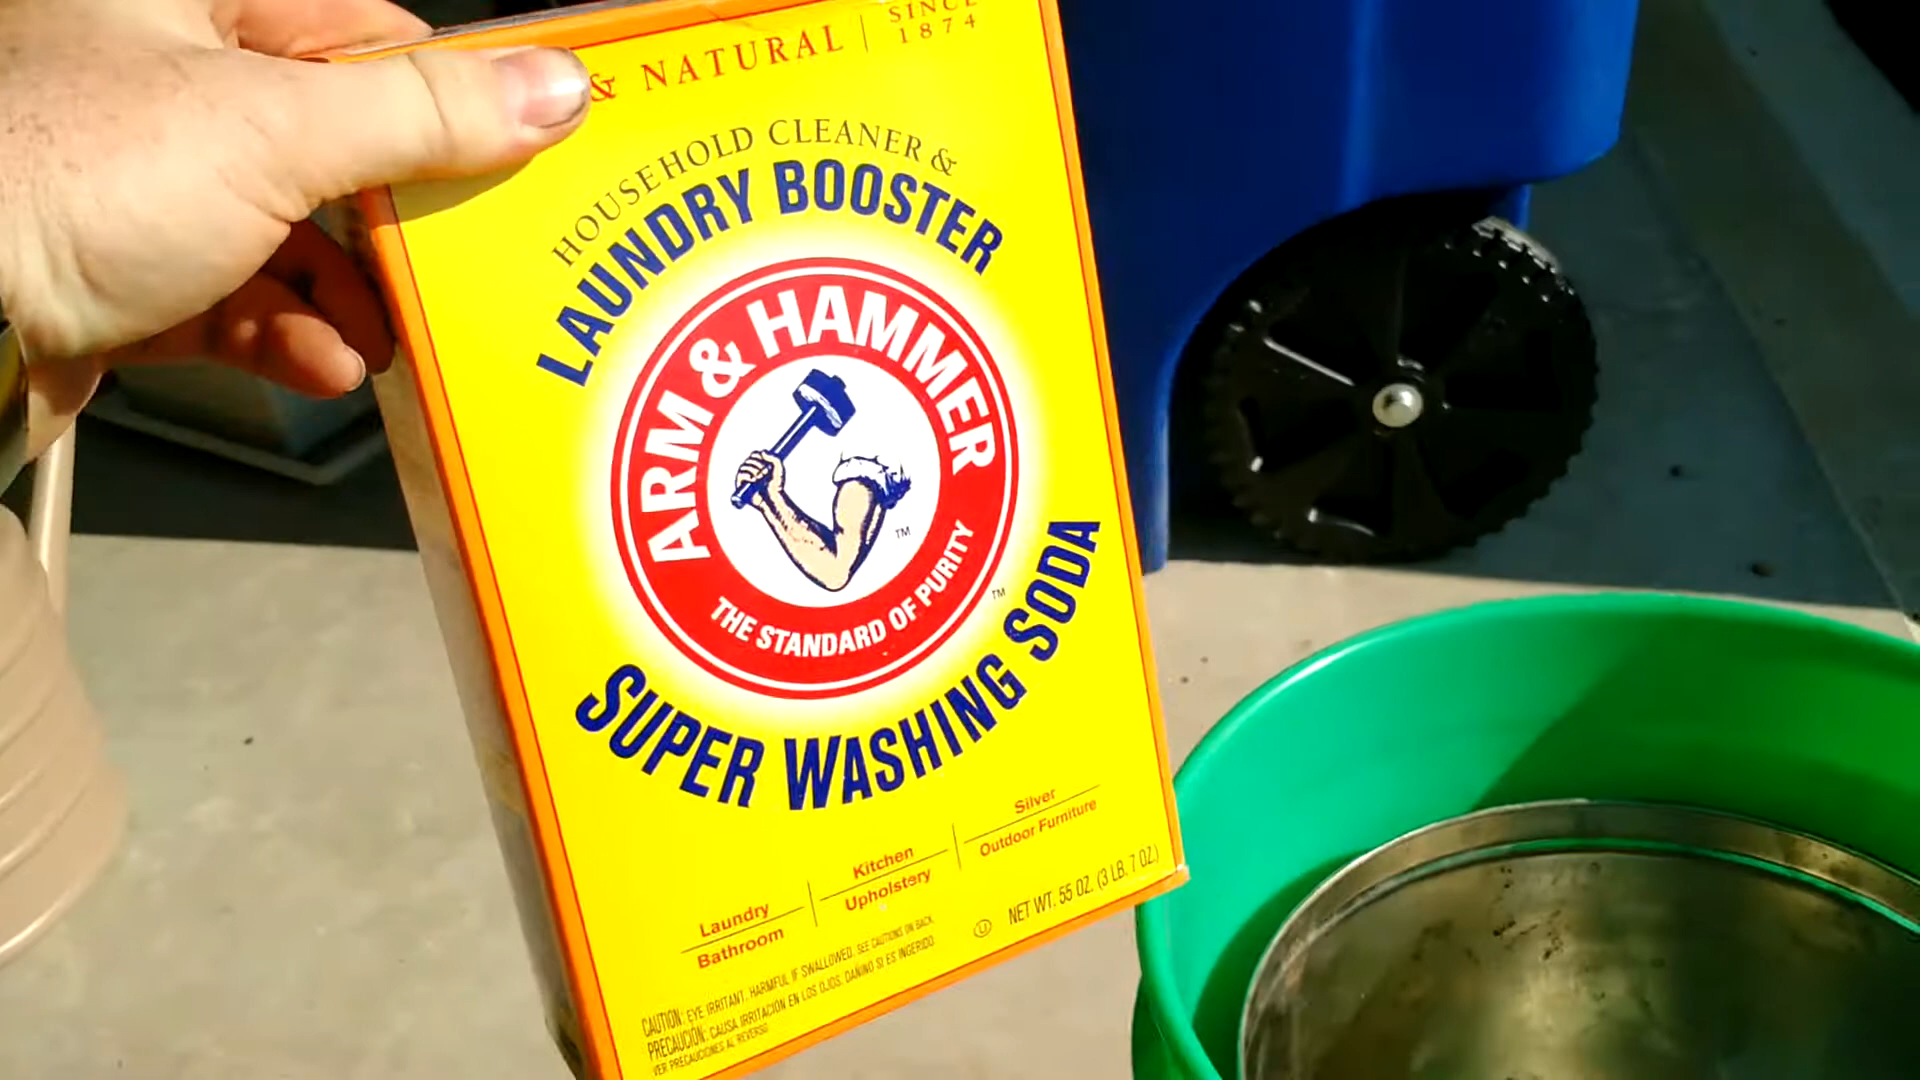 & NATURAL | SINCE 1874
HOUSEHOLD CLEANER &
LAUNDRY BOOSTER
ARM & HAMMER
TM
THE STANDARD OF PURITY
TM
SUPER WASHING SODA
Laundry
Bathroom
Kitchen
Upholstery
Silver
Outdoor Furniture
CAUTION: EYE IRRITANT. HARMFUL IF SWALLOWED. SEE CAUTIONS ON BACK.
PRECAUCIÓN: CAUSA IRRITACIÓN EN LOS OJOS. DAÑINO SI ES INGERIDO.
VER PRECAUCIONES AL REVERSO
U
NET WT. 55 OZ. (3 LB. 7 OZ.)